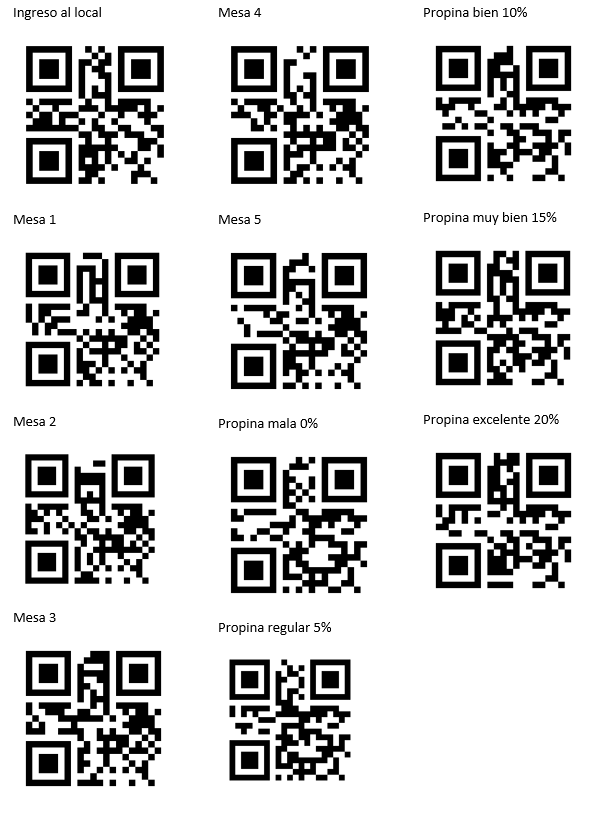 Ingreso al local
Mesa 1
Mesa 2
Mesa 3
Mesa 4
Mesa 5
Propina mala 0%
Propina regular 5%
Propina bien 10%
Propina muy bien 15%
Propina excelente 20%